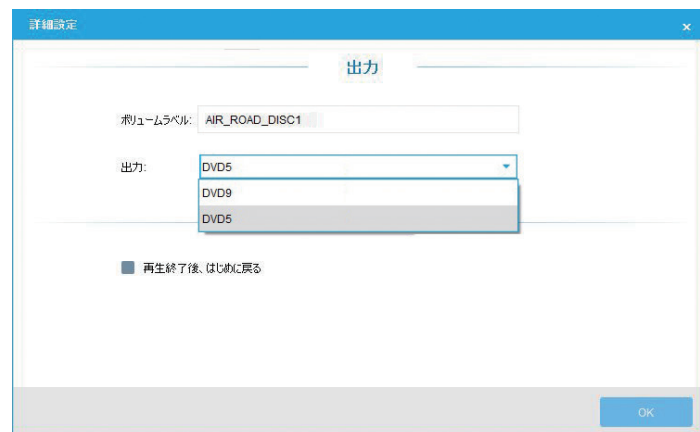 詳細設定
×
出力
ボリュームラベル: AIR_ROAD_DISC1
出力: DVD5
DVD9
DVD5
再生終了後、はじめに戻る
OK